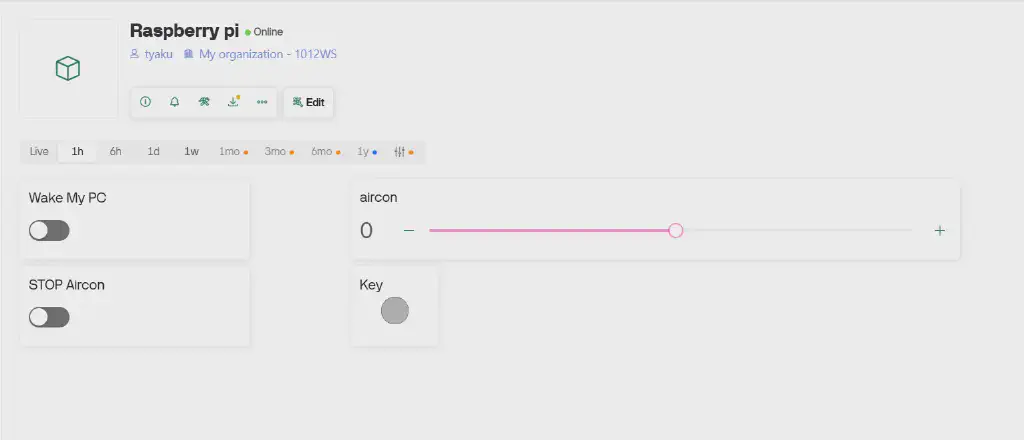 Raspberry pi Online
tyaku My organization - 1012WS
Edit
Live 1h 6h 1d 1w 1mo 3mo 6mo 1y
Wake My PC
aircon
0
STOP Aircon
Key